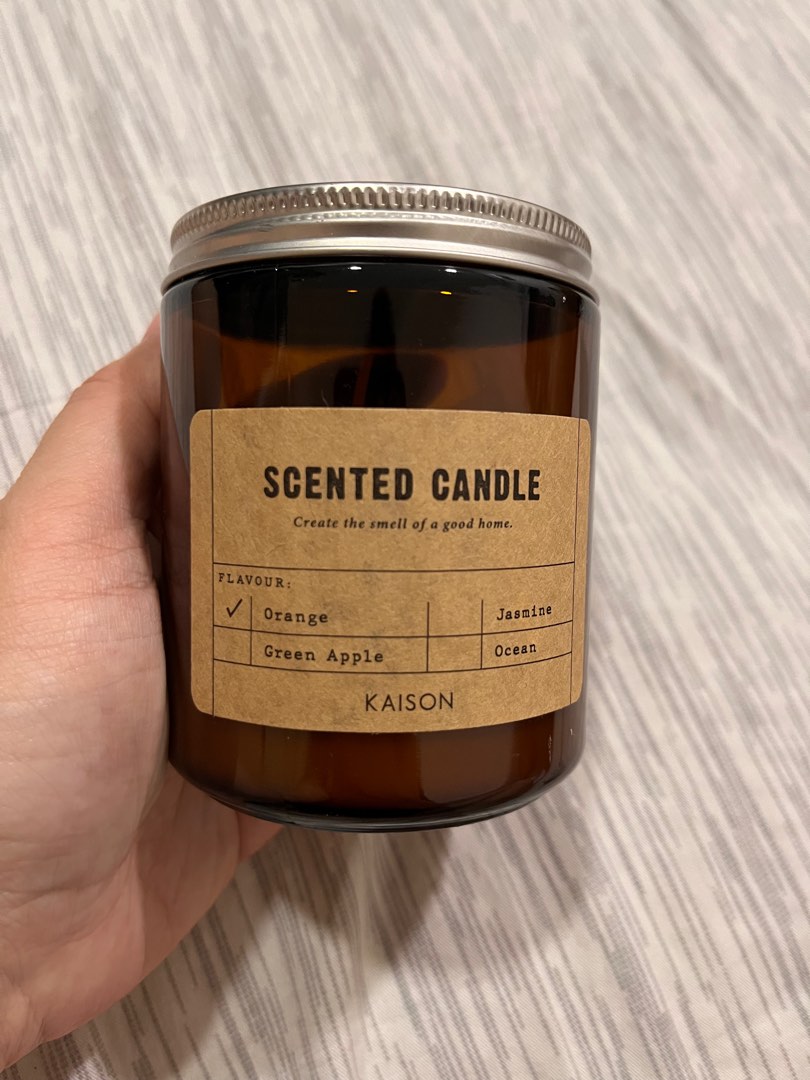 SCENTED CANDLE
Create the smell of a good home.
FLAVOUR:
✓ Orange Jasmine
Green Apple Ocean
KAISON